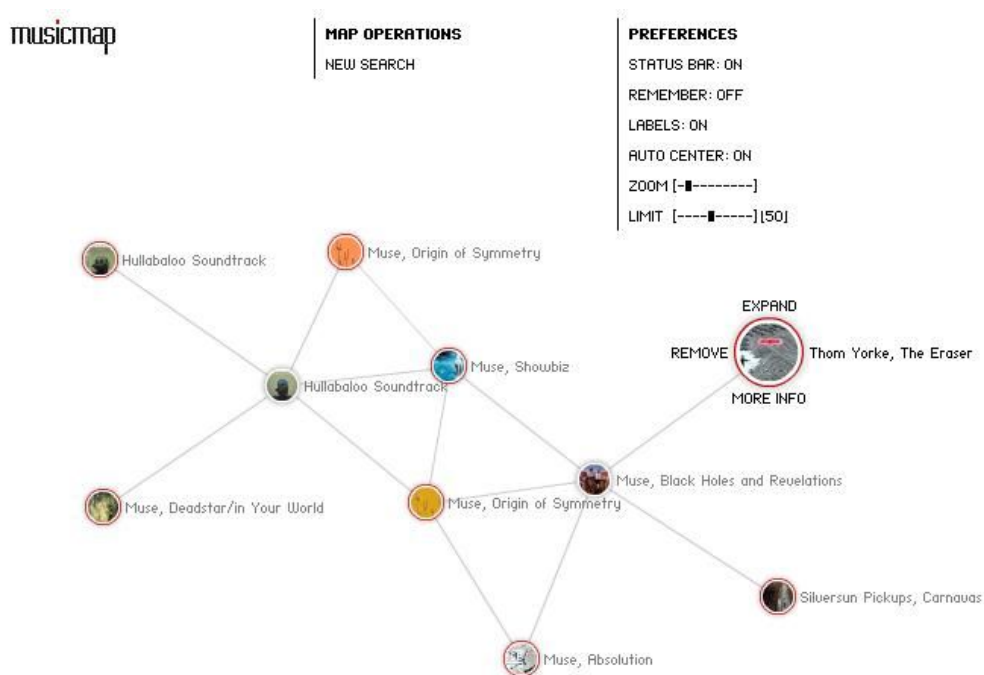 musicmap
MAP OPERATIONS
NEW SEARCH
PREFERENCES
STATUS BAR: ON
REMEMBER: OFF
LABELS: ON
AUTO CENTER: ON
ZOOM [-▮--------]
LIMIT [----▮-----] [50]
Hullabaloo Soundtrack
Muse, Origin of Symmetry
EXPAND
REMOVE
Thom Yorke, The Eraser
MORE INFO
Muse, Showbiz
Hullabaloo Soundtrack
Muse, Black Holes and Revelations
Muse, Deadstar/in Your World
Muse, Origin of Symmetry
Silversun Pickups, Carnavas
Muse, Absolution